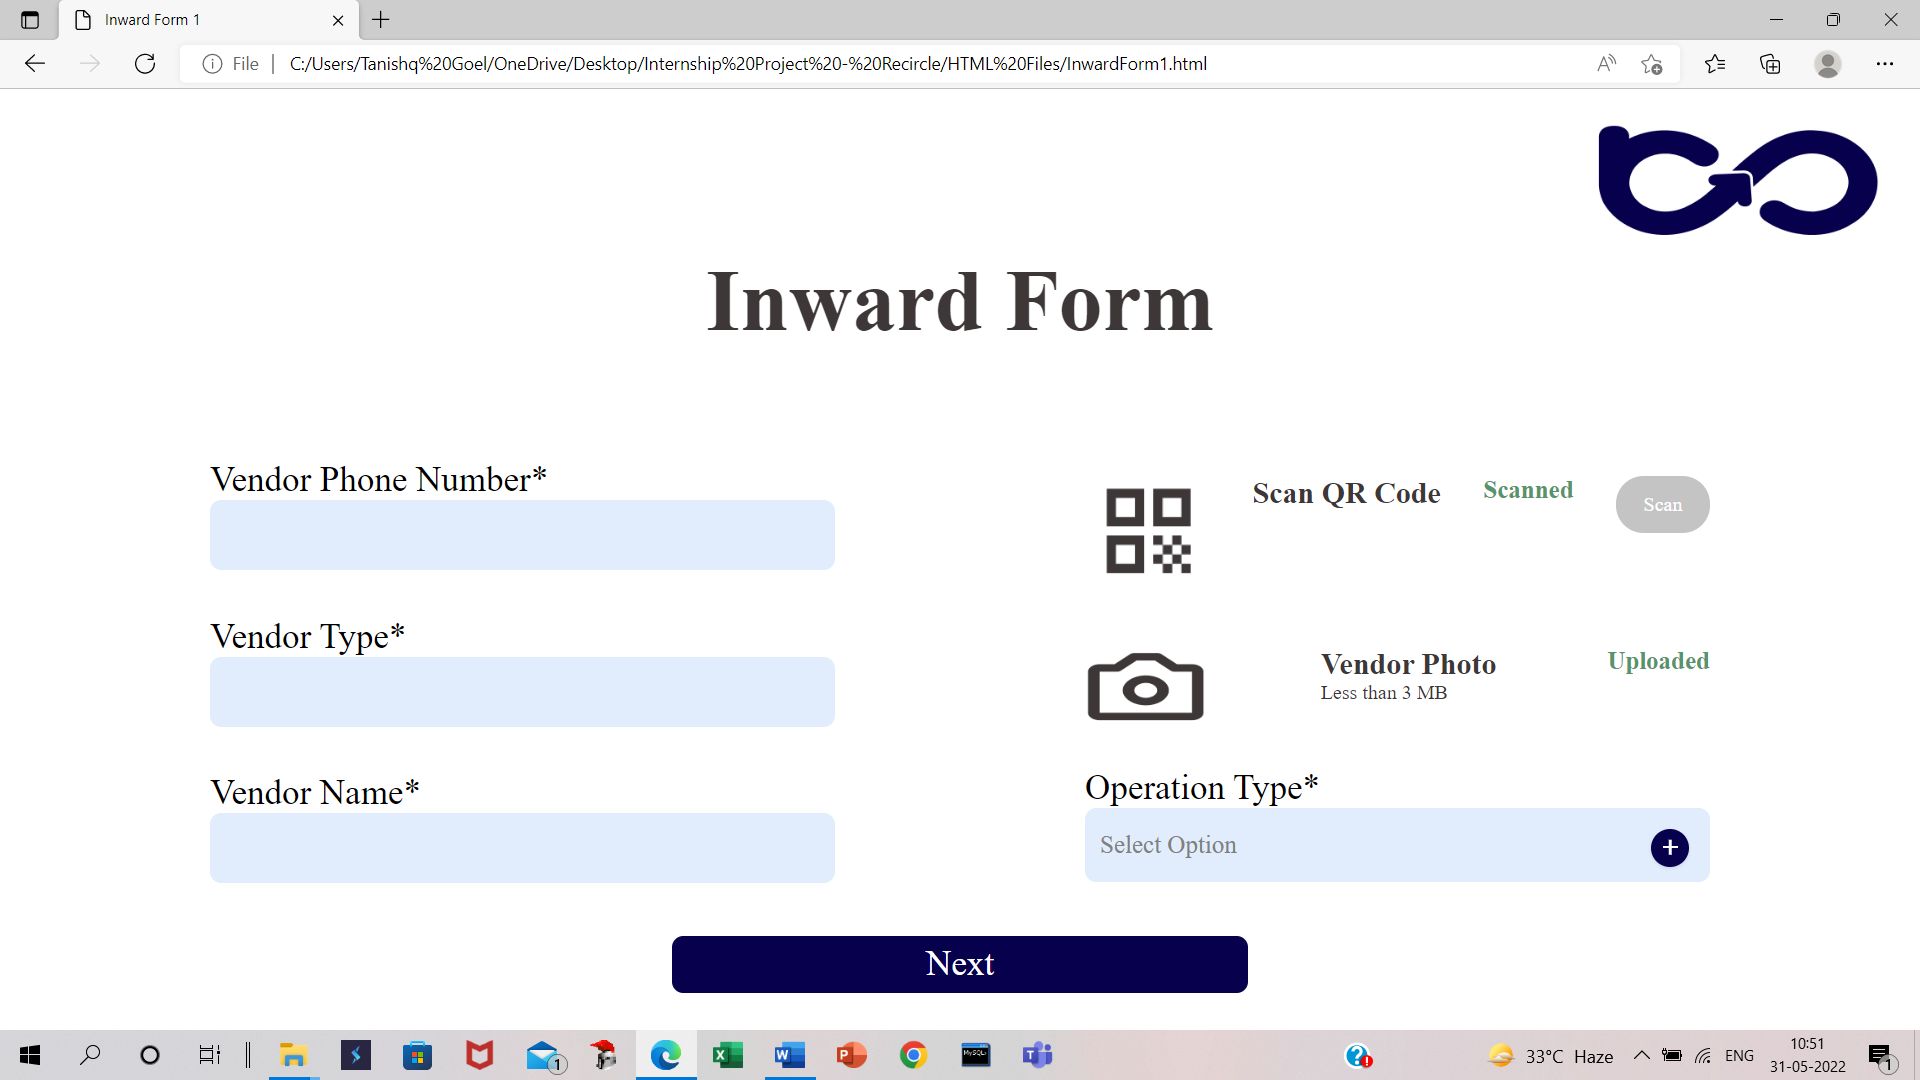 Inward Form 1
File
C:/Users/Tanishq%20Goel/OneDrive/Desktop/Internship%20Project%20-%20Recircle/HTML%20Files/InwardForm1.html
Inward Form
Vendor Phone Number*
Vendor Type*
Vendor Name*
Scan QR Code
Scanned
Scan
Vendor Photo
Less than 3 MB
Uploaded
Operation Type*
Select Option
Next
33°C Haze
ENG
10:51
31-05-2022
1
1